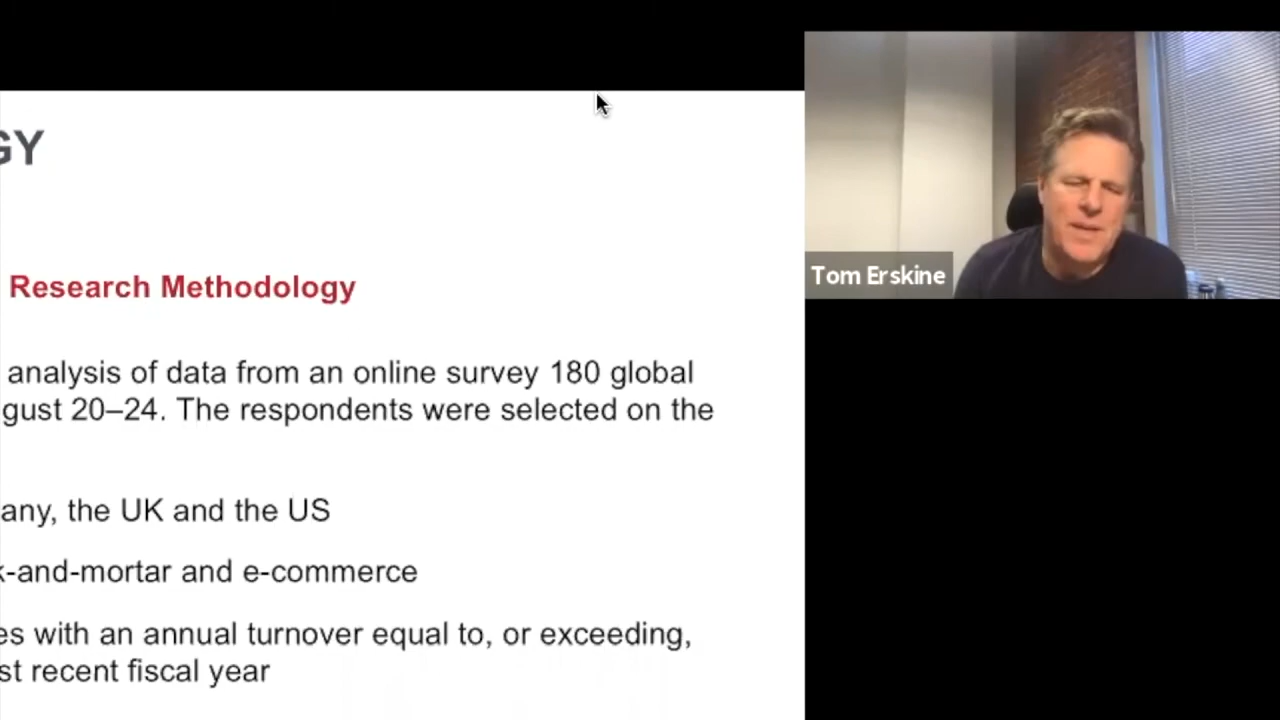 GY
Research Methodology
analysis of data from an online survey 180 global
gust 20–24. The respondents were selected on the
any, the UK and the US
k-and-mortar and e-commerce
es with an annual turnover equal to, or exceeding,
st recent fiscal year
Tom Erskine